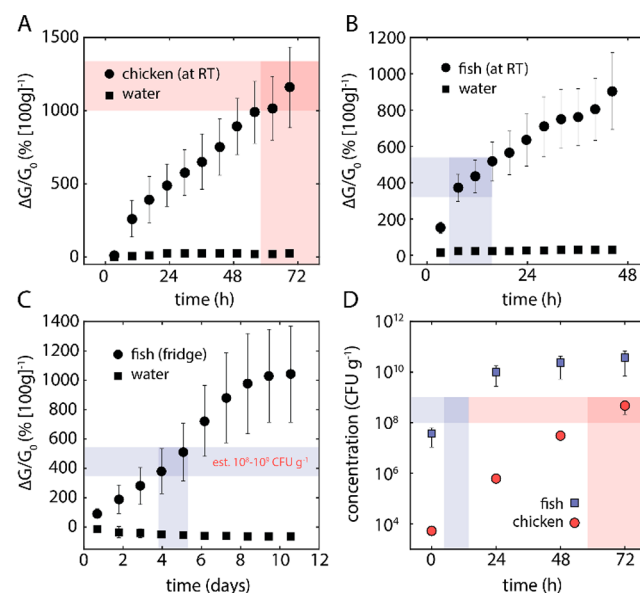 A
1500
1000
500
0
ΔG/G0 (% [100g]-1)
chicken (at RT)
water
0 24 48 72
time (h)
B
1200
1000
800
600
400
200
0
ΔG/G0 (% [100g]-1)
fish (at RT)
water
0 24 48
time (h)
C
1400
1200
1000
800
600
400
200
0
ΔG/G0 (% [100g]-1)
fish (fridge)
water
est. 10⁸-10⁹ CFU g-1
0 2 4 6 8 10 12
time (days)
D
10¹²
10¹⁰
10⁸
10⁶
10⁴
concentration (CFU g-1)
fish
chicken
0 24 48 72
time (h)